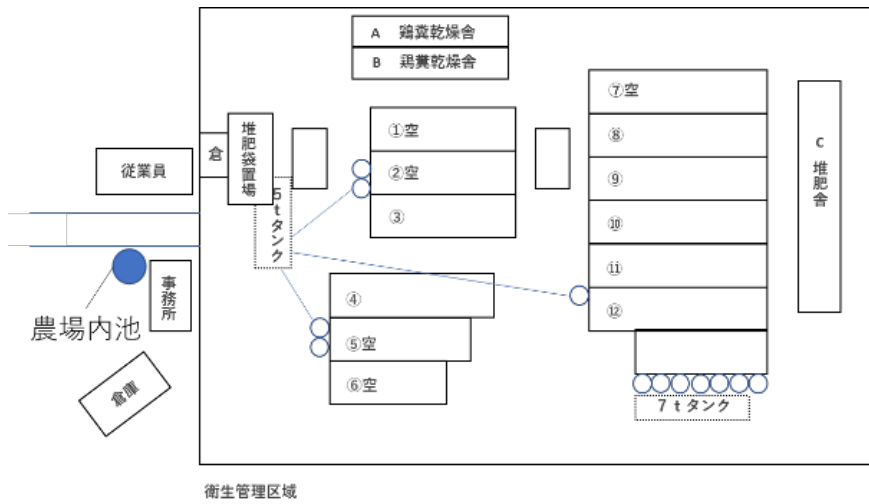 A 鶏糞乾燥舎
B 鶏糞乾燥舎
⑦空
①空
⑧
C 堆肥舎
堆肥袋置場
倉
従業員
②空
⑨
5tタンク
③
⑩
⑪
事務所
農場内池
④
⑫
⑤空
⑥空
倉庫
7tタンク
衛生管理区域